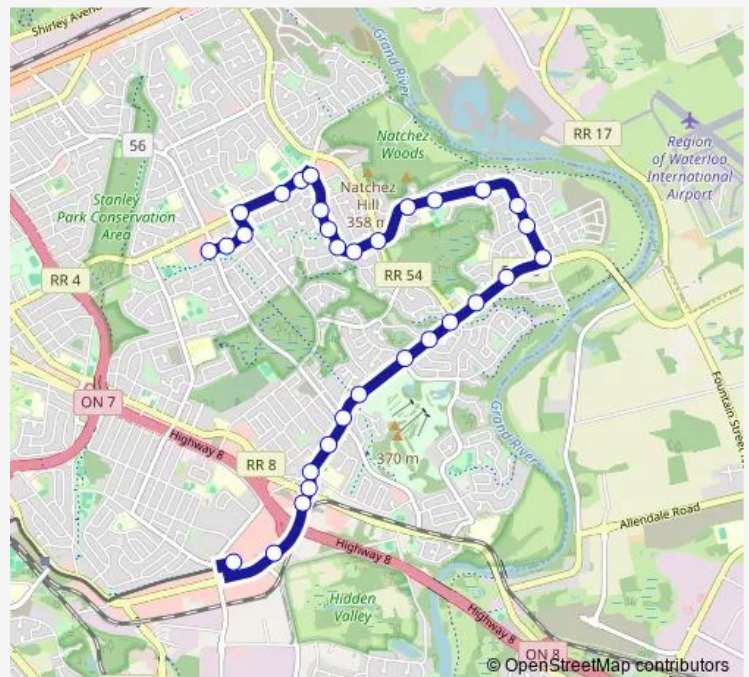 Shirley Avenu
Grand River
RR 17
56
Natchez
Woods
Region
of Waterloo
International
Airport
Natchez
Hill
358 m
Stanley
Park Conservation
Area
RR 4
RR 54
ON 7
Fountain Street
Grand River
Highway 8
RR 8
370 m
Allendale Road
Highway 8
Hidden
Valley
Highway 8
ON 8
© OpenStreetMap contributors